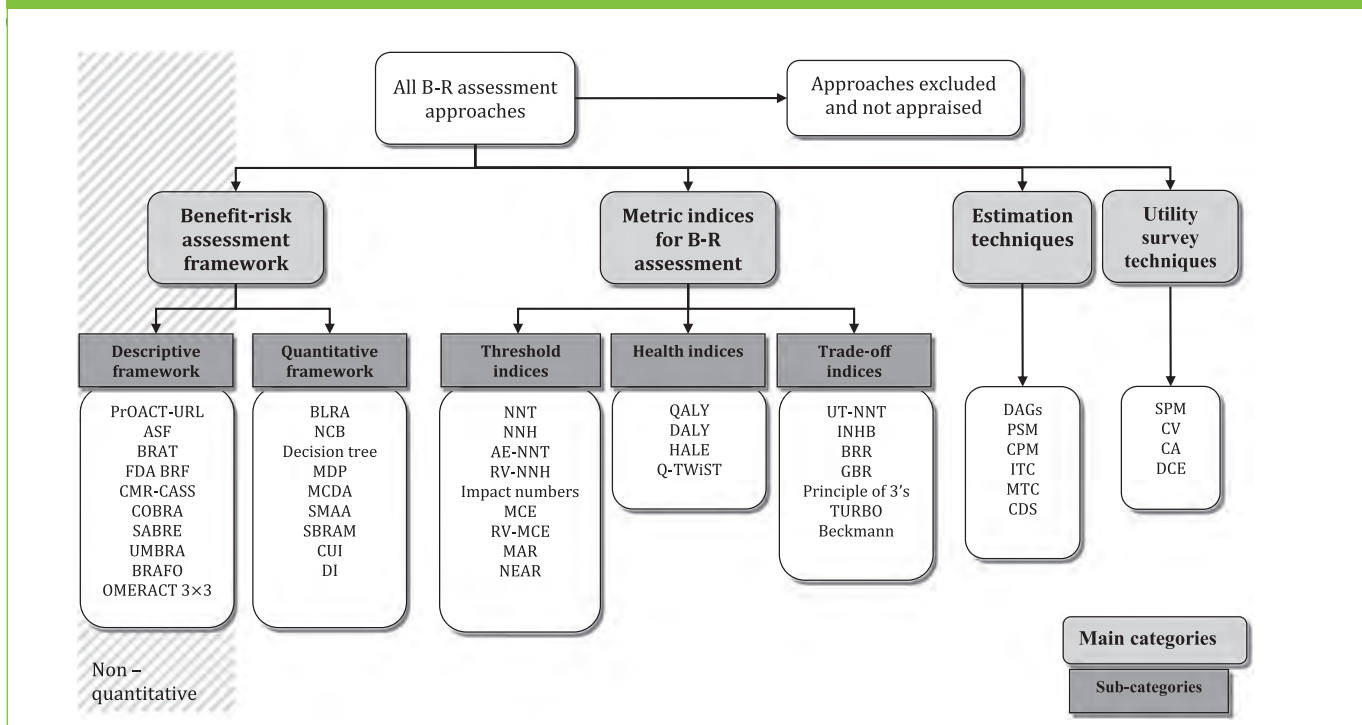 All B-R assessment
approaches
Approaches excluded
and not appraised
Benefit-risk
assessment
framework
Metric indices
for B-R
assessment
Estimation
techniques
Utility
survey
techniques
Descriptive
framework
Quantitative
framework
Threshold
indices
Health indices
Trade-off
indices
PrOACT-URL
ASF
BRAT
FDA BRF
CMR-CASS
COBRA
SABRE
UMBRA
BRAFO
OMERACT 3×3
BLRA
NCB
Decision tree
MDP
MCDA
SMAA
SBRAM
CUI
DI
NNT
NNH
AE-NNT
RV-NNH
Impact numbers
MCE
RV-MCE
MAR
NEAR
QALY
DALY
HALE
Q-TWiST
UT-NNT
INHB
BRR
GBR
Principle of 3's
TURBO
Beckmann
DAGs
PSM
CPM
ITC
MTC
CDS
SPM
CV
CA
DCE
Non –
quantitative
Main categories
Sub-categories